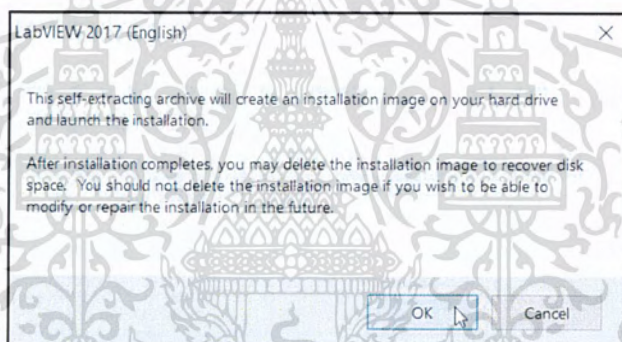 LabVIEW 2017 (English)
This self-extracting archive will create an installation image on your hard drive
and launch the installation.
After installation completes, you may delete the installation image to recover disk
space. You should not delete the installation image if you wish to be able to
modify or repair the installation in the future.
OK
Cancel